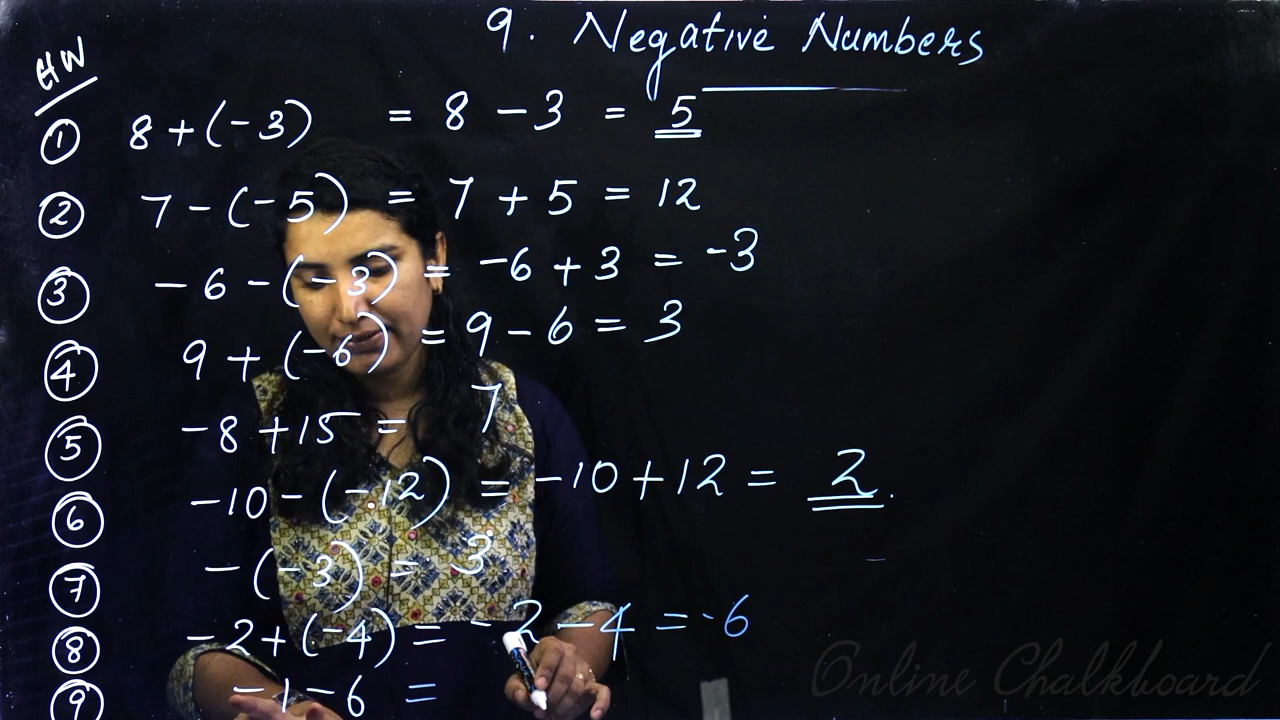 9. Negative Numbers
HW
① 8 + (-3) = 8 - 3 = 5
② 7 - (-5) = 7 + 5 = 12
③ -6 - (-3) = -6 + 3 = -3
④ 9 + (-6) = 9 - 6 = 3
⑤ -8 + 15 = 7
⑥ -10 - (-12) = -10 + 12 = 2.
⑦ -(-3) = 3
⑧ -2 + (-4) = -2 - 4 = -6
⑨ -1 - 6 =
Online Chalkboard